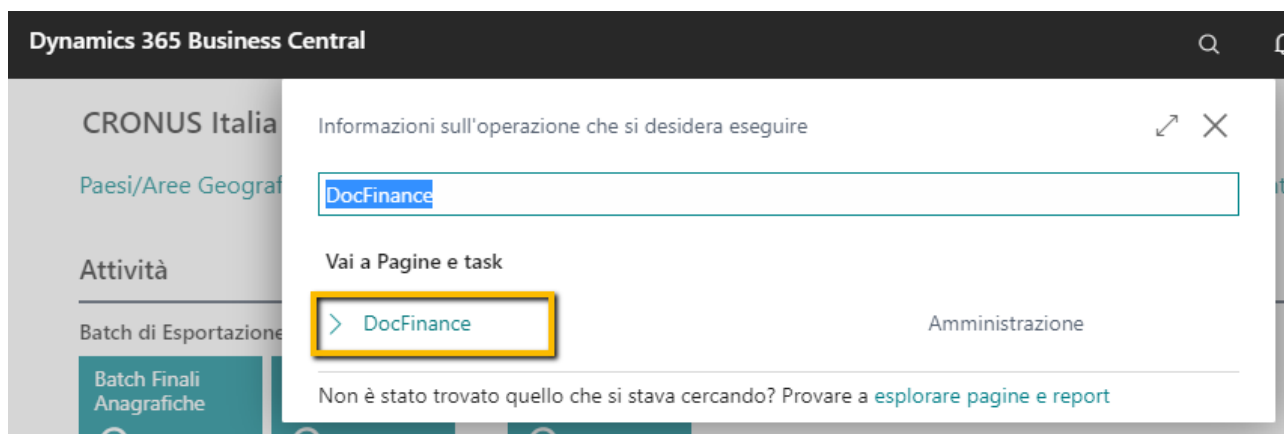 Dynamics 365 Business Central
CRONUS Italia
Informazioni sull'operazione che si desidera eseguire
Paesi/Aree Geograf
DocFinance
Vai a Pagine e task
Attività
DocFinance Amministrazione
Batch di Esportazione
Batch Finali
Anagrafiche
Non è stato trovato quello che si stava cercando? Provare a esplorare pagine e report